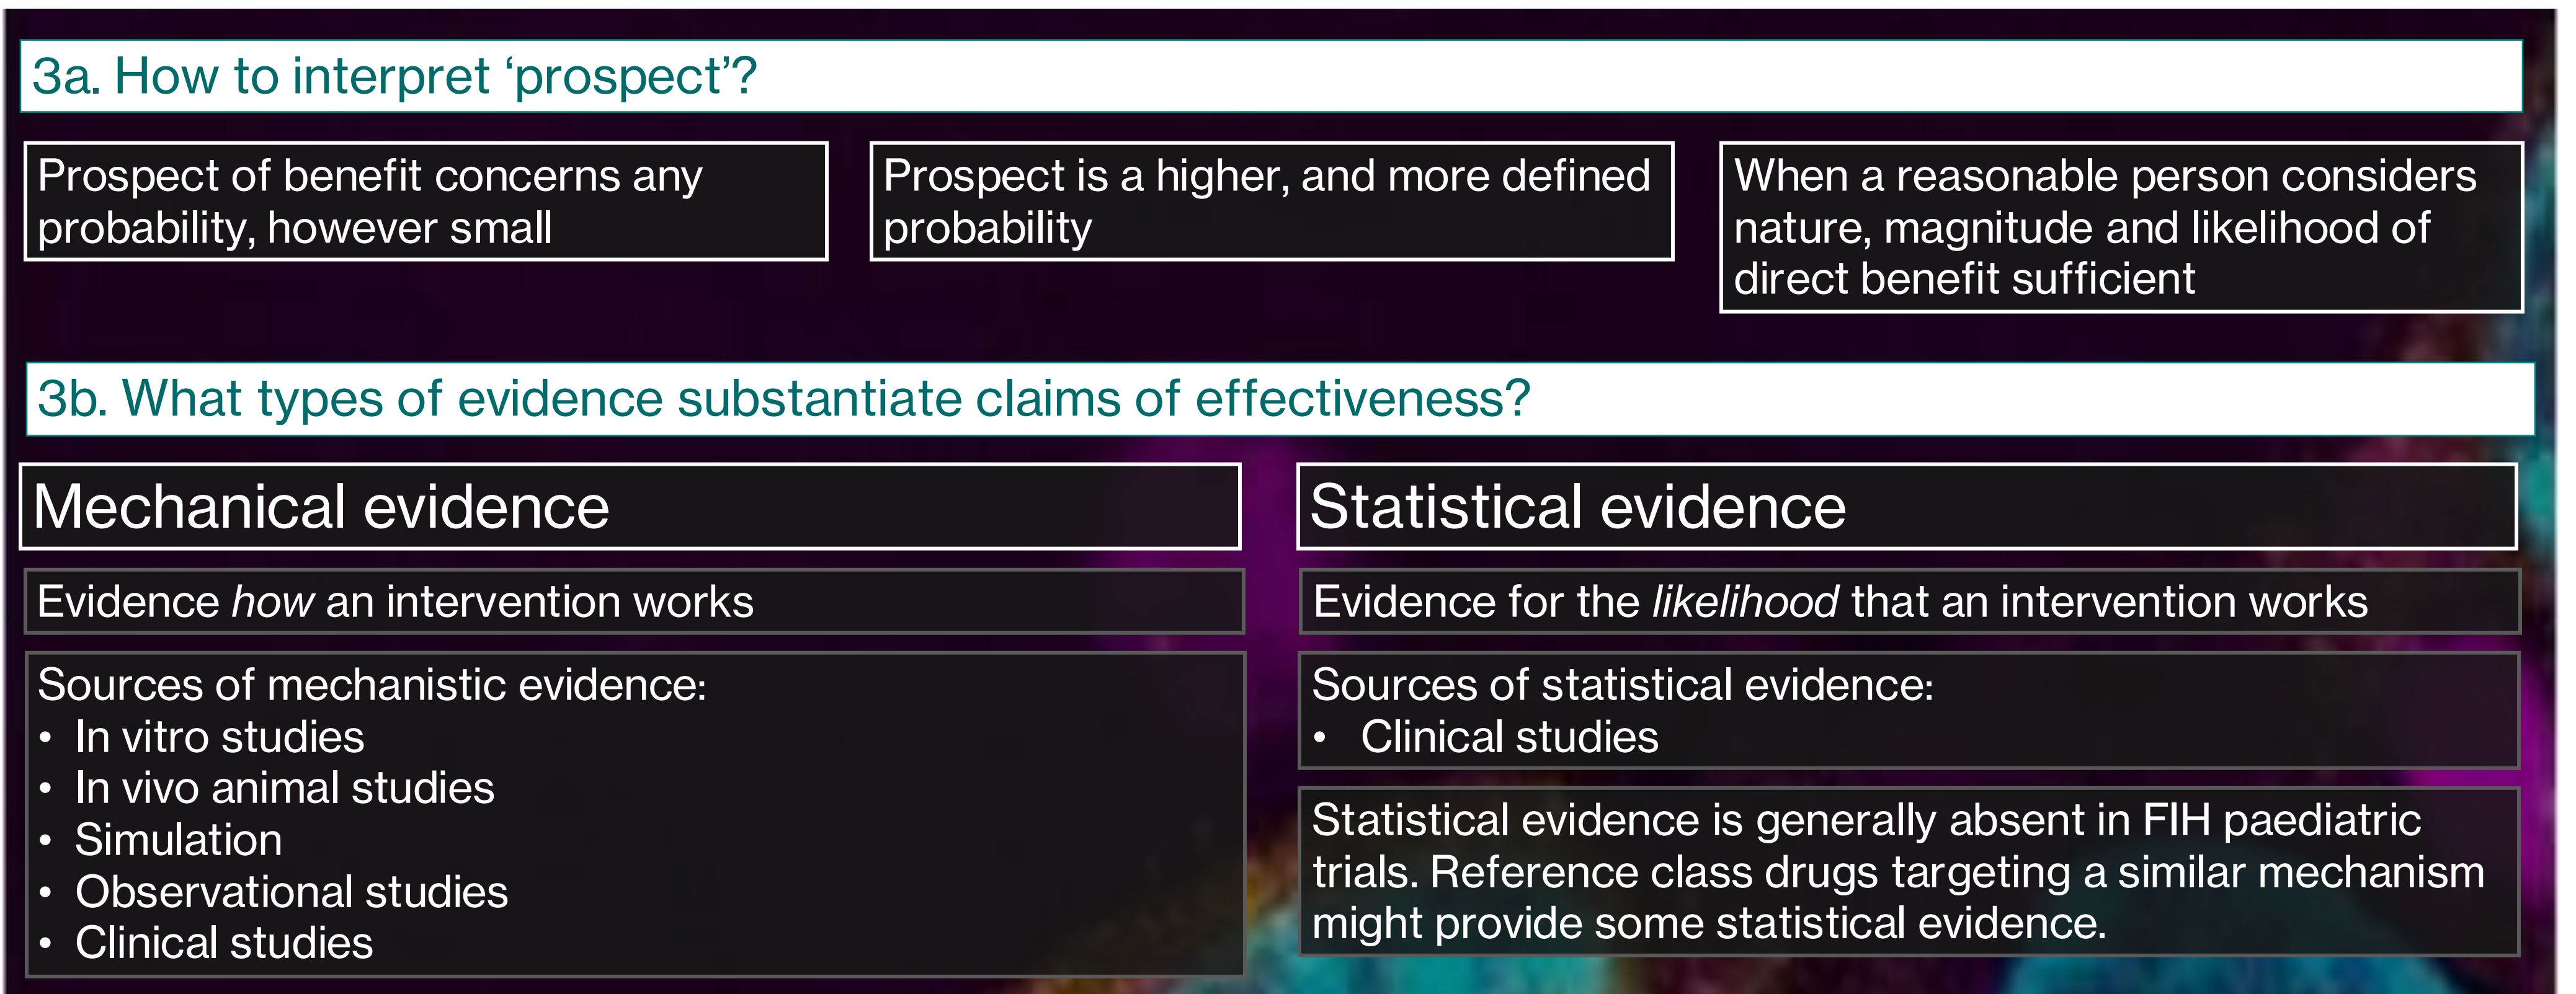 3a. How to interpret ‘prospect’?
Prospect of benefit concerns any
probability, however small
Prospect is a higher, and more defined
probability
When a reasonable person considers
nature, magnitude and likelihood of
direct benefit sufficient
3b. What types of evidence substantiate claims of effectiveness?
Mechanical evidence
Evidence how an intervention works
Sources of mechanistic evidence:
• In vitro studies
• In vivo animal studies
• Simulation
• Observational studies
• Clinical studies
Statistical evidence
Evidence for the likelihood that an intervention works
Sources of statistical evidence:
• Clinical studies
Statistical evidence is generally absent in FIH paediatric
trials. Reference class drugs targeting a similar mechanism
might provide some statistical evidence.